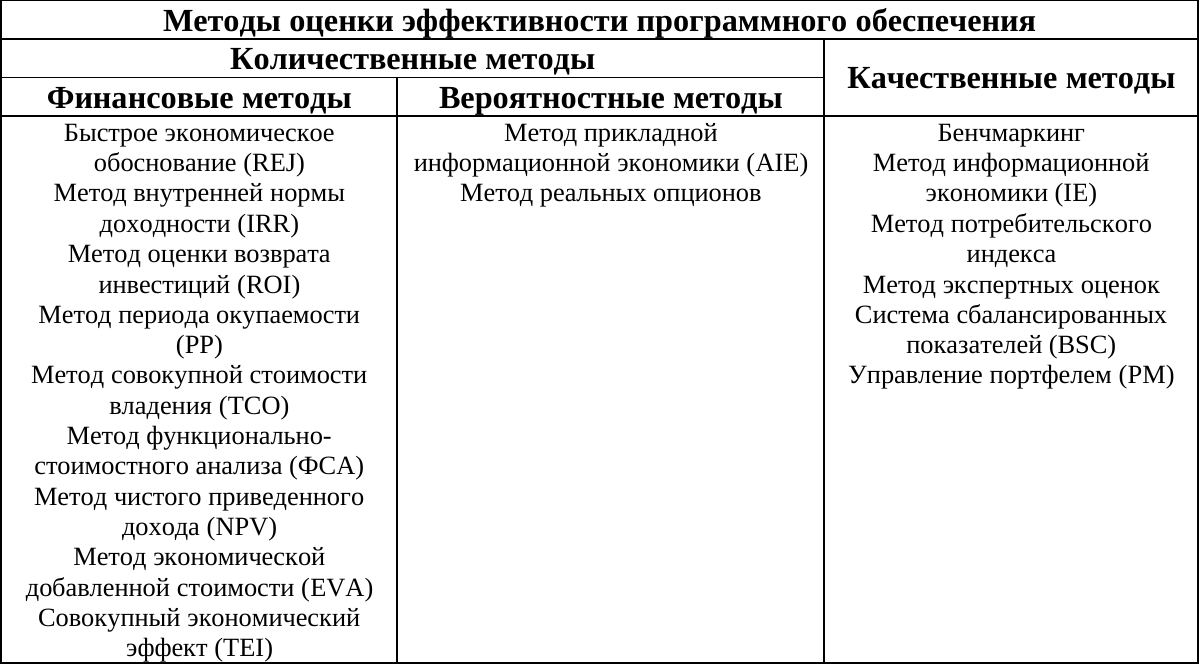 Методы оценки эффективности программного обеспечения
Количественные методы
Качественные методы
Финансовые методы
Вероятностные методы
Быстрое экономическое
обоснование (REJ)
Метод внутренней нормы
доходности (IRR)
Метод оценки возврата
инвестиций (ROI)
Метод периода окупаемости
(PP)
Метод совокупной стоимости
владения (TCO)
Метод функционально-
стоимостного анализа (ФСА)
Метод чистого приведенного
дохода (NPV)
Метод экономической
добавленной стоимости (EVA)
Совокупный экономический
эффект (TEI)
Метод прикладной
информационной экономики (AIE)
Метод реальных опционов
Бенчмаркинг
Метод информационной
экономики (IE)
Метод потребительского
индекса
Метод экспертных оценок
Система сбалансированных
показателей (BSC)
Управление портфелем (PM)